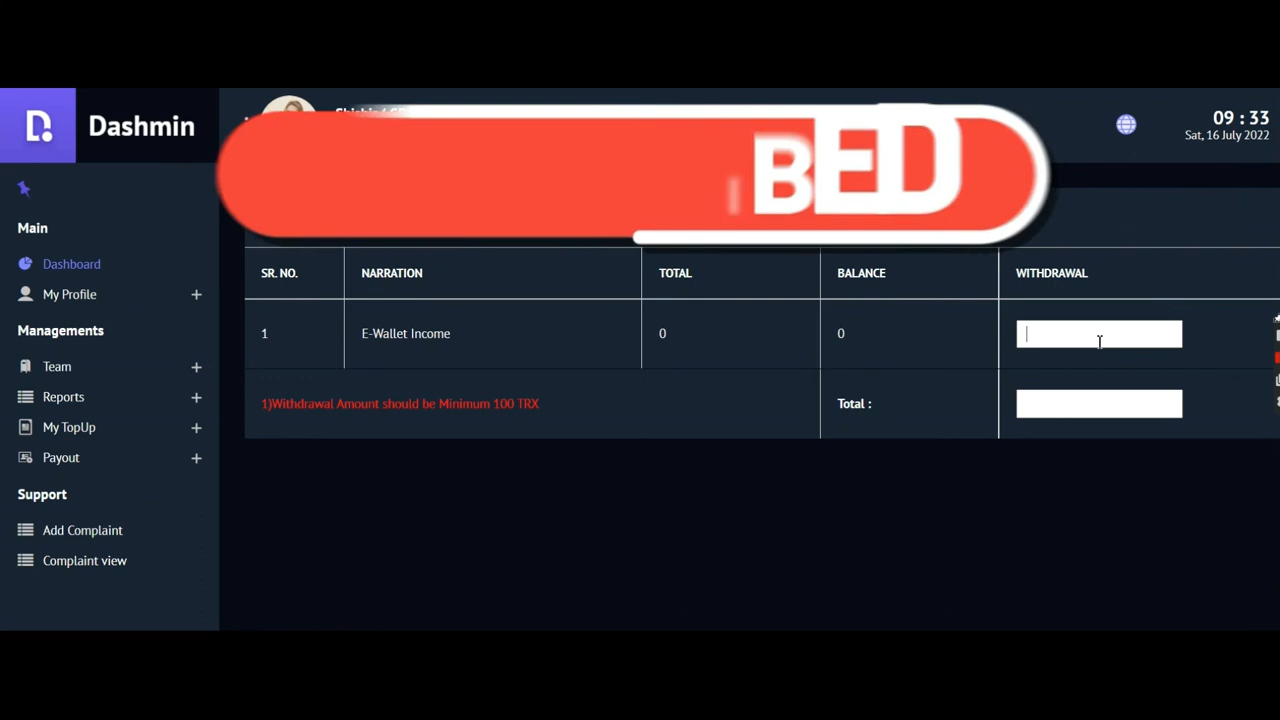 Dashmin
09 : 33
Sat, 16 July 2022
BED
Main
Dashboard
My Profile
Managements
Team
Reports
My TopUp
Payout
Support
Add Complaint
Complaint view
SR. NO. NARRATION TOTAL BALANCE WITHDRAWAL
1 E-Wallet Income 0 0
1)Withdrawal Amount should be Minimum 100 TRX Total :